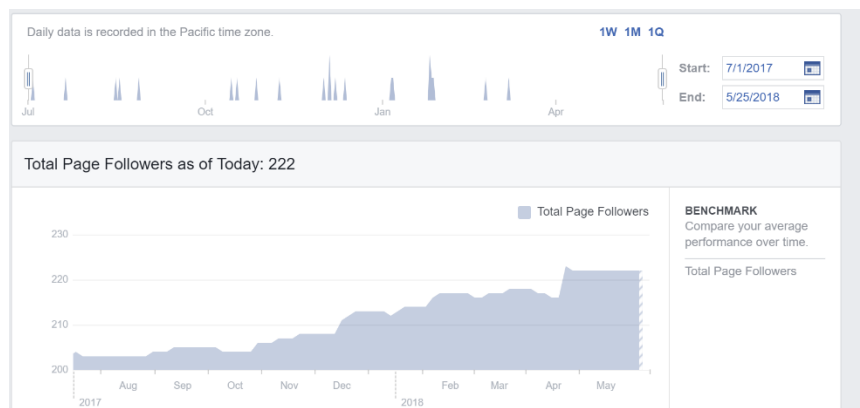 Daily data is recorded in the Pacific time zone.
1W 1M 1Q
Start: 7/1/2017
End: 5/25/2018
Jul Oct Jan Apr
Total Page Followers as of Today: 222
Total Page Followers
BENCHMARK
Compare your average
performance over time.
Total Page Followers
230
220
210
200
Aug Sep Oct Nov Dec Feb Mar Apr May
2017 2018